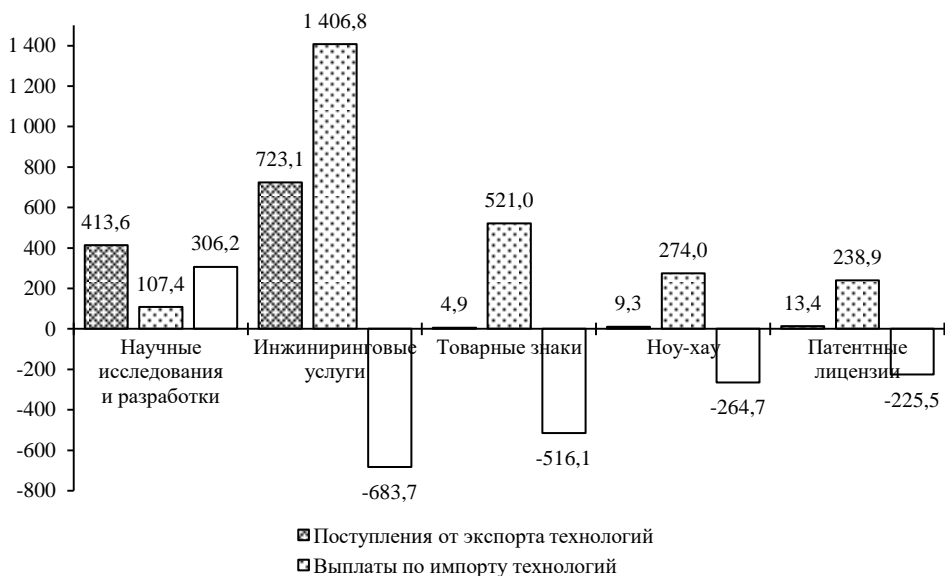 1 406,8
1 400
1 200
1 000
800
723,1
600
521,0
413,6
400
306,2
274,0
238,9
200
107,4
4,9
9,3
13,4
0
Научные
исследования
и разработки
Инжиниринговые
услуги
Товарные знаки
Ноу-хау
Патентные
лицензии
-200
-264,7
-225,5
-400
-516,1
-600
-683,7
-800
Поступления от экспорта технологий
Выплаты по импорту технологий